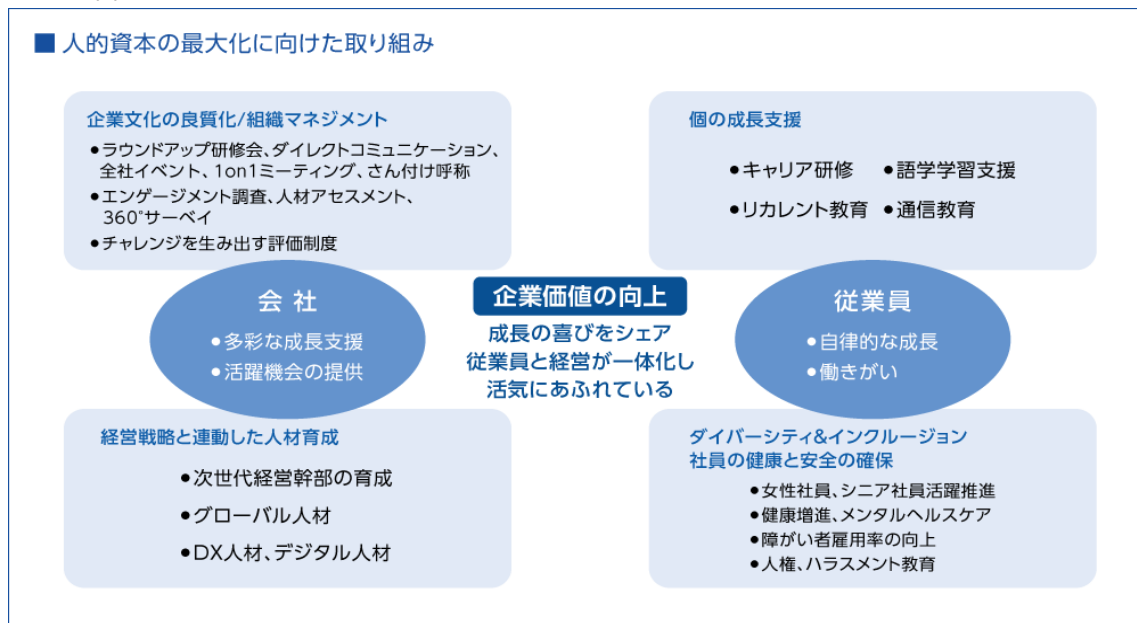 ■ 人的資本の最大化に向けた取り組み
企業文化の良質化/組織マネジメント
●ラウンドアップ研修会、ダイレクトコミュニケーション、
全社イベント、1on1ミーティング、さん付け呼称
●エンゲージメント調査、人材アセスメント、
360°サーベイ
●チャレンジを生み出す評価制度
個の成長支援
●キャリア研修 ●語学学習支援
●リカレント教育 ●通信教育
会社
●多彩な成長支援
●活躍機会の提供
企業価値の向上
成長の喜びをシェア
従業員と経営が一体化し
活気にあふれている
従業員
●自律的な成長
●働きがい
経営戦略と連動した人材育成
●次世代経営幹部の育成
●グローバル人材
●DX人材、デジタル人材
ダイバーシティ&インクルージョン
社員の健康と安全の確保
●女性社員、シニア社員活躍推進
●健康増進、メンタルヘルスケア
●障がい者雇用率の向上
●人権、ハラスメント教育